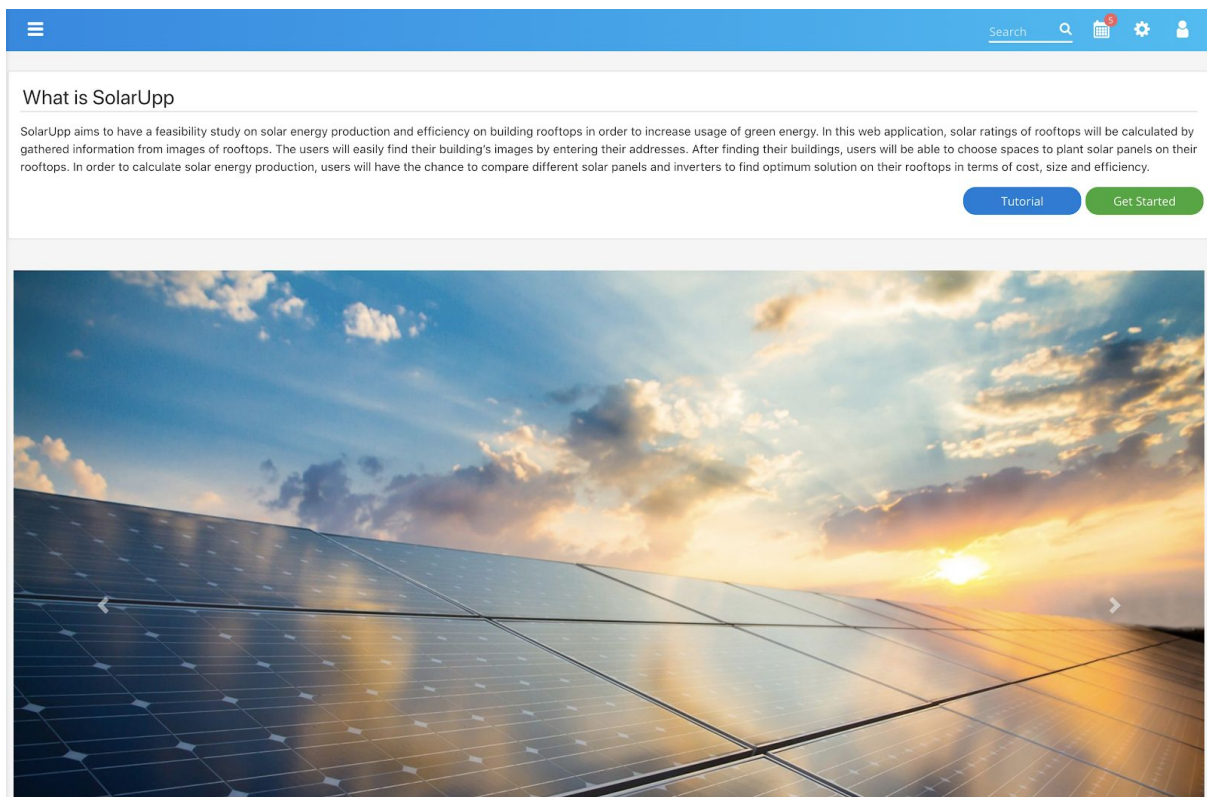 Search
5
What is SolarUpp
SolarUpp aims to have a feasibility study on solar energy production and efficiency on building rooftops in order to increase usage of green energy. In this web application, solar ratings of rooftops will be calculated by
gathered information from images of rooftops. The users will easily find their building's images by entering their addresses. After finding their buildings, users will be able to choose spaces to plant solar panels on their
rooftops. In order to calculate solar energy production, users will have the chance to compare different solar panels and inverters to find optimum solution on their rooftops in terms of cost, size and efficiency.
Tutorial
Get Started